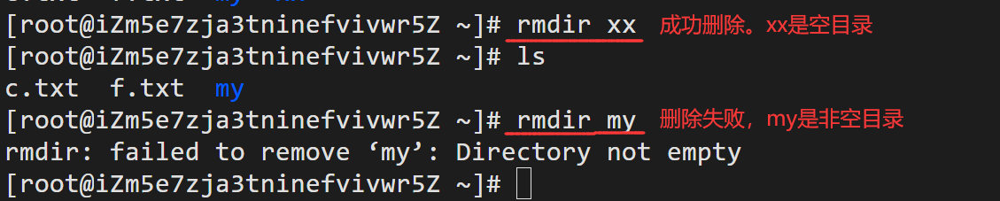 [root@iZm5e7zja3tninefvivwr5Z ~]# rmdir xx 成功删除。xx是空目录
[root@iZm5e7zja3tninefvivwr5Z ~]# ls
c.txt f.txt my
[root@iZm5e7zja3tninefvivwr5Z ~]# rmdir my 删除失败，my是非空目录
rmdir: failed to remove ‘my’: Directory not empty
[root@iZm5e7zja3tninefvivwr5Z ~]#